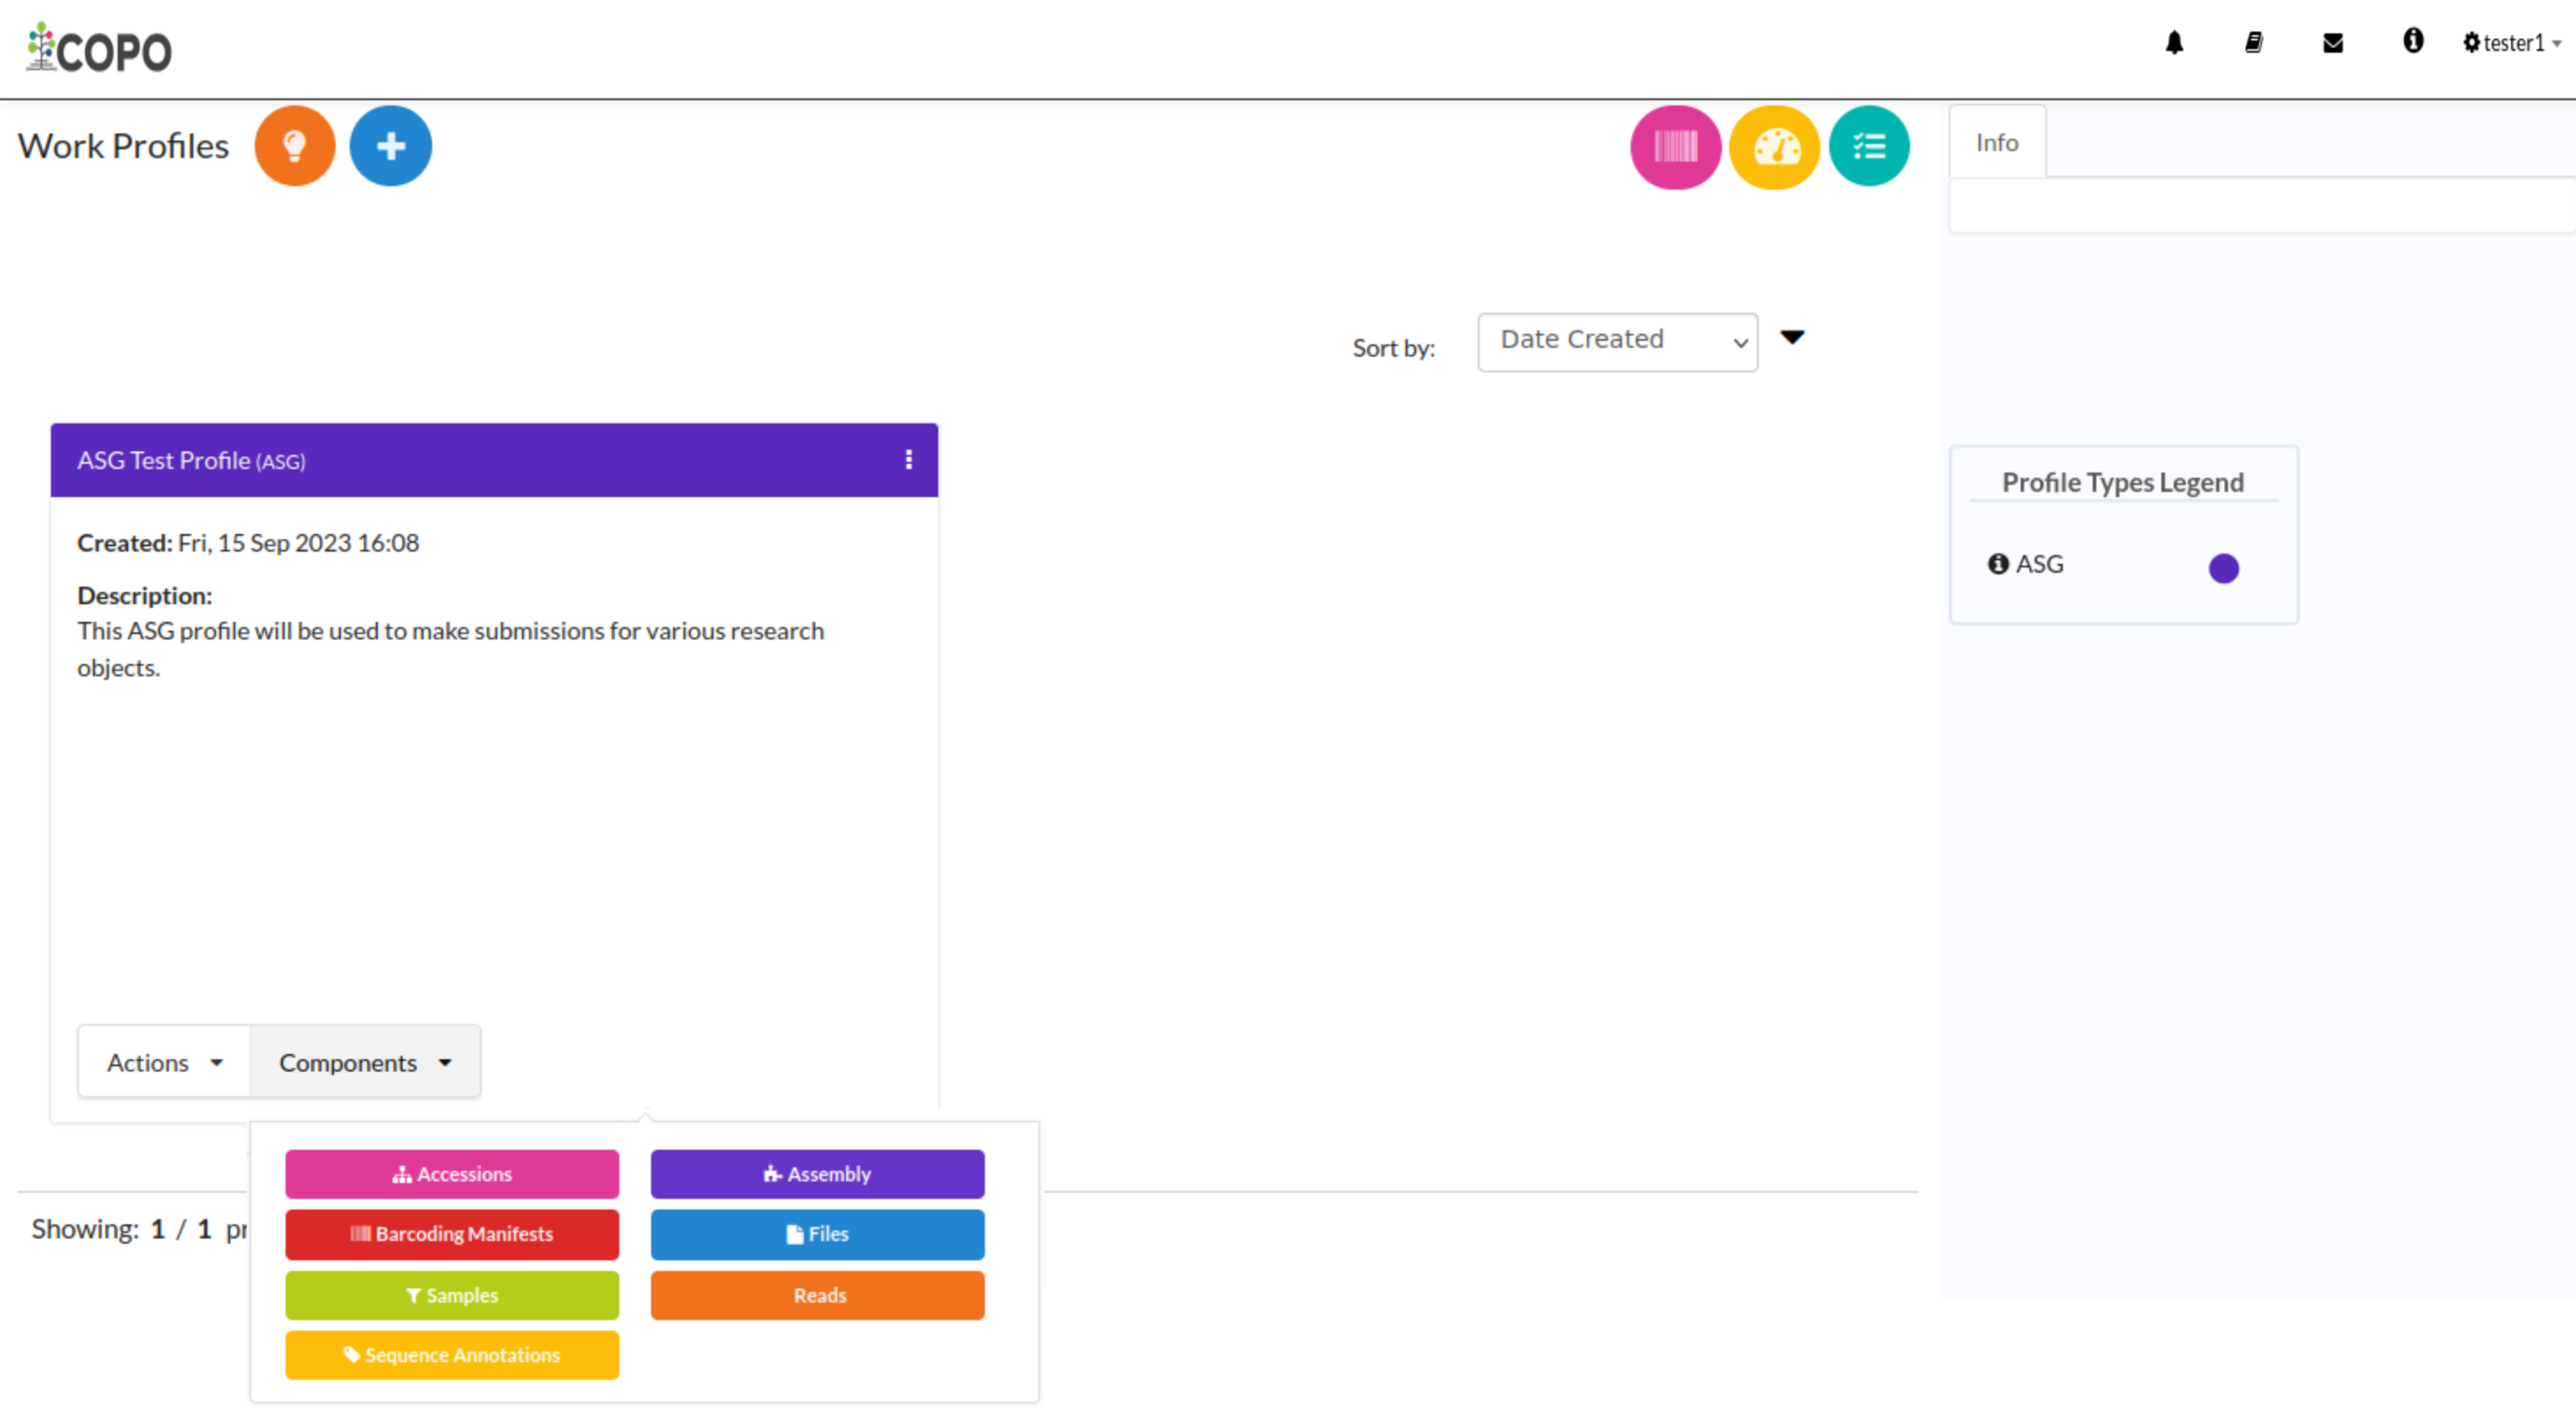 COPO
tester1
Work Profiles
Info
Sort by: Date Created
ASG Test Profile (ASG)
Created: Fri, 15 Sep 2023 16:08
Description:
This ASG profile will be used to make submissions for various research
objects.
Profile Types Legend
ASG
Actions Components
Accessions Assembly
Barcoding Manifests Files
Samples Reads
Sequence Annotations
Showing: 1 / 1 pr